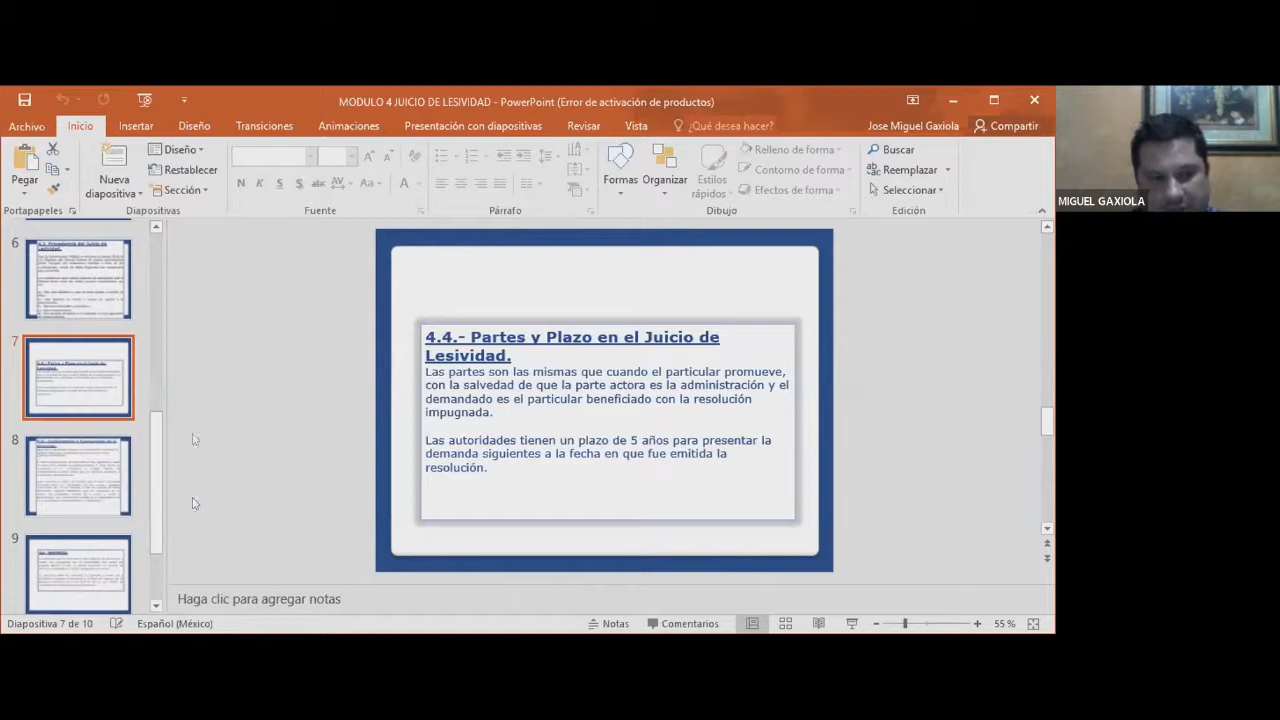 MODULO 4 JUICIO DE LESIVIDAD - PowerPoint (Error de activación de productos)
Archivo Inicio Insertar Diseño Transiciones Animaciones Presentación con diapositivas Revisar Vista ¿Qué desea hacer? Jose Miguel Gaxiola Compartir
Pegar
Nueva diapositiva
Diseño
Restablecer
Sección
N K S S abc AV Aa A
Formas
Organizar
Estilos rápidos
Relleno de forma
Contorno de forma
Efectos de forma
Buscar
Reemplazar
Seleccionar
Portapapeles Diapositivas Fuente Párrafo Dibujo Edición
MIGUEL GAXIOLA
6
7
8
9
4.4.- Partes y Plazo en el Juicio de
Lesividad.
Las partes son las mismas que cuando el particular promueve,
con la salvedad de que la parte actora es la administración y el
demandado es el particular beneficiado con la resolución
impugnada.
Las autoridades tienen un plazo de 5 años para presentar la
demanda siguientes a la fecha en que fue emitida la
resolución.
Haga clic para agregar notas
Diapositiva 7 de 10 Español (México) Notas Comentarios 55 %